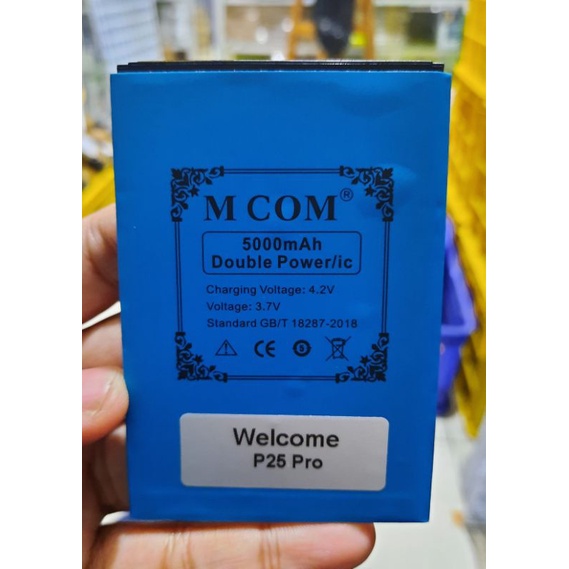 M COM ®
5000mAh
Double Power/ic
Charging Voltage: 4.2V
Voltage: 3.7V
Standard GB/T 18287-2018
CE 5
Welcome
P25 Pro